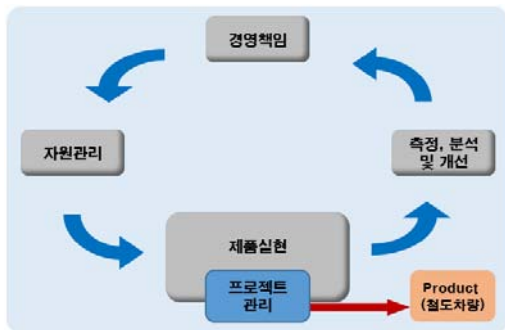 경영책임
자원관리
측정, 분석
및 개선
제품실현
프로젝트
관리
Product
(철도차량)